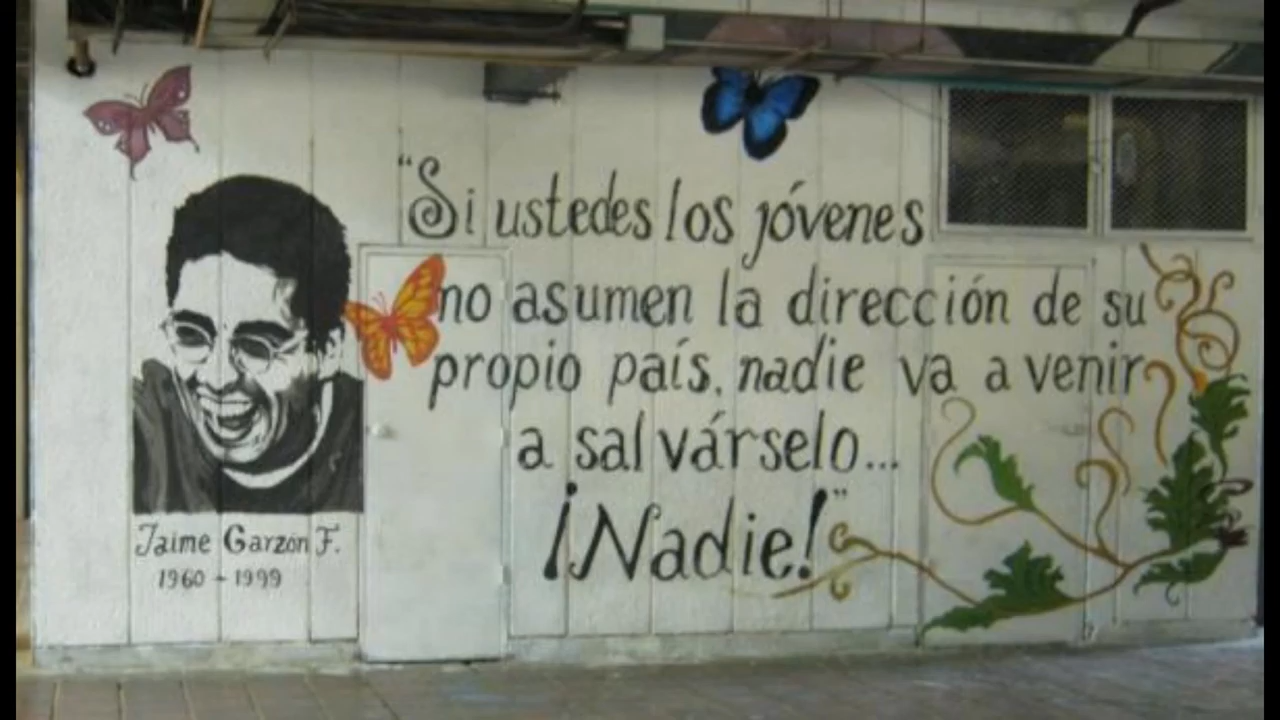 "Si ustedes los jóvenes
no asumen la dirección de su
propio país, nadie va a venir
a salvárselo...
¡Nadie!"
Jaime Garzón F.
1960 - 1999